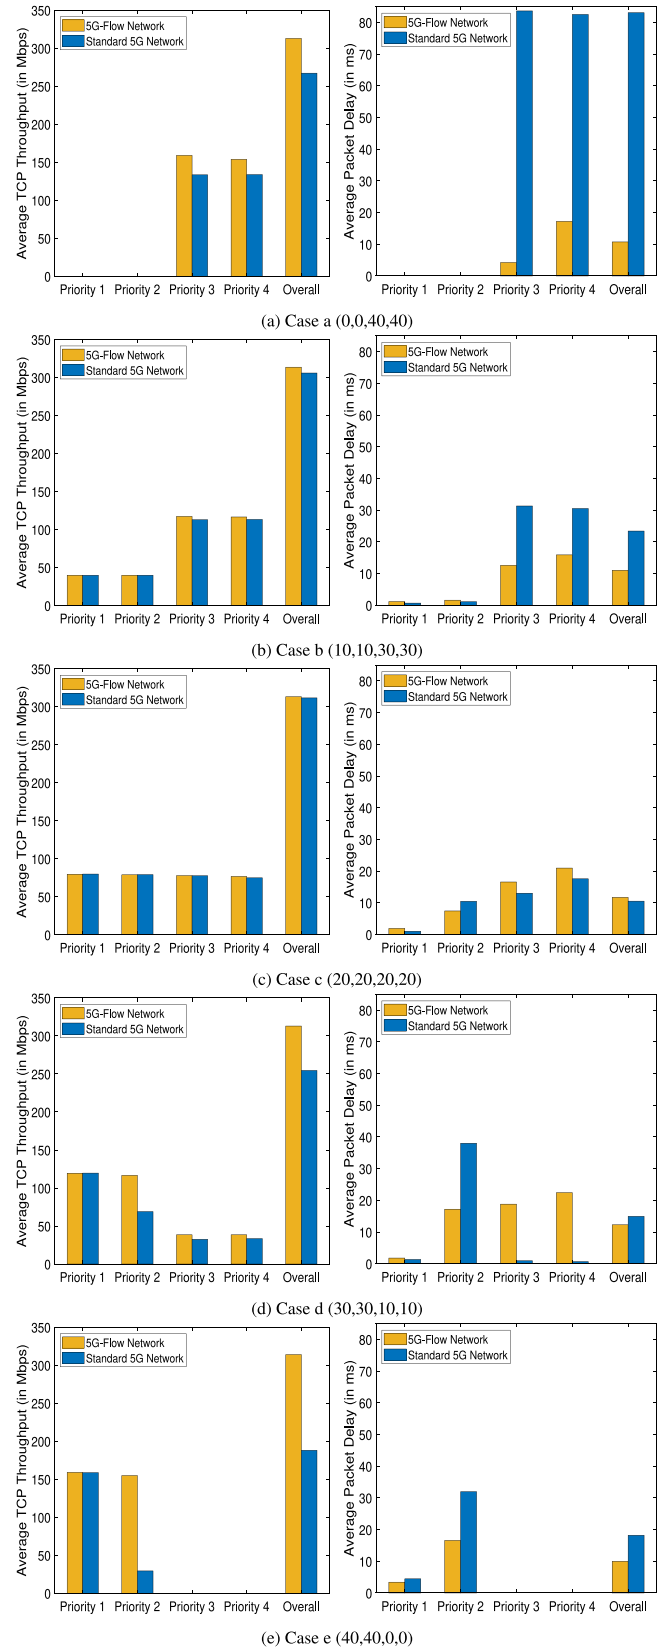 5G-Flow Network
Standard 5G Network
Average TCP Throughput (in Mbps)
350
300
250
200
150
100
50
0
Priority 1 Priority 2 Priority 3 Priority 4 Overall
5G-Flow Network
Standard 5G Network
Average Packet Delay (in ms)
80
70
60
50
40
30
20
10
0
Priority 1 Priority 2 Priority 3 Priority 4 Overall
(a) Case a (0,0,40,40)
5G-Flow Network
Standard 5G Network
Average TCP Throughput (in Mbps)
350
300
250
200
150
100
50
0
Priority 1 Priority 2 Priority 3 Priority 4 Overall
5G-Flow Network
Standard 5G Network
Average Packet Delay (in ms)
80
70
60
50
40
30
20
10
0
Priority 1 Priority 2 Priority 3 Priority 4 Overall
(b) Case b (10,10,30,30)
5G-Flow Network
Standard 5G Network
Average TCP Throughput (in Mbps)
350
300
250
200
150
100
50
0
Priority 1 Priority 2 Priority 3 Priority 4 Overall
5G-Flow Network
Standard 5G Network
Average Packet Delay (in ms)
80
70
60
50
40
30
20
10
0
Priority 1 Priority 2 Priority 3 Priority 4 Overall
(c) Case c (20,20,20,20)
5G-Flow Network
Standard 5G Network
Average TCP Throughput (in Mbps)
350
300
250
200
150
100
50
0
Priority 1 Priority 2 Priority 3 Priority 4 Overall
5G-Flow Network
Standard 5G Network
Average Packet Delay (in ms)
80
70
60
50
40
30
20
10
0
Priority 1 Priority 2 Priority 3 Priority 4 Overall
(d) Case d (30,30,10,10)
5G-Flow Network
Standard 5G Network
Average TCP Throughput (in Mbps)
350
300
250
200
150
100
50
0
Priority 1 Priority 2 Priority 3 Priority 4 Overall
5G-Flow Network
Standard 5G Network
Average Packet Delay (in ms)
80
70
60
50
40
30
20
10
0
Priority 1 Priority 2 Priority 3 Priority 4 Overall
(e) Case e (40,40,0,0)